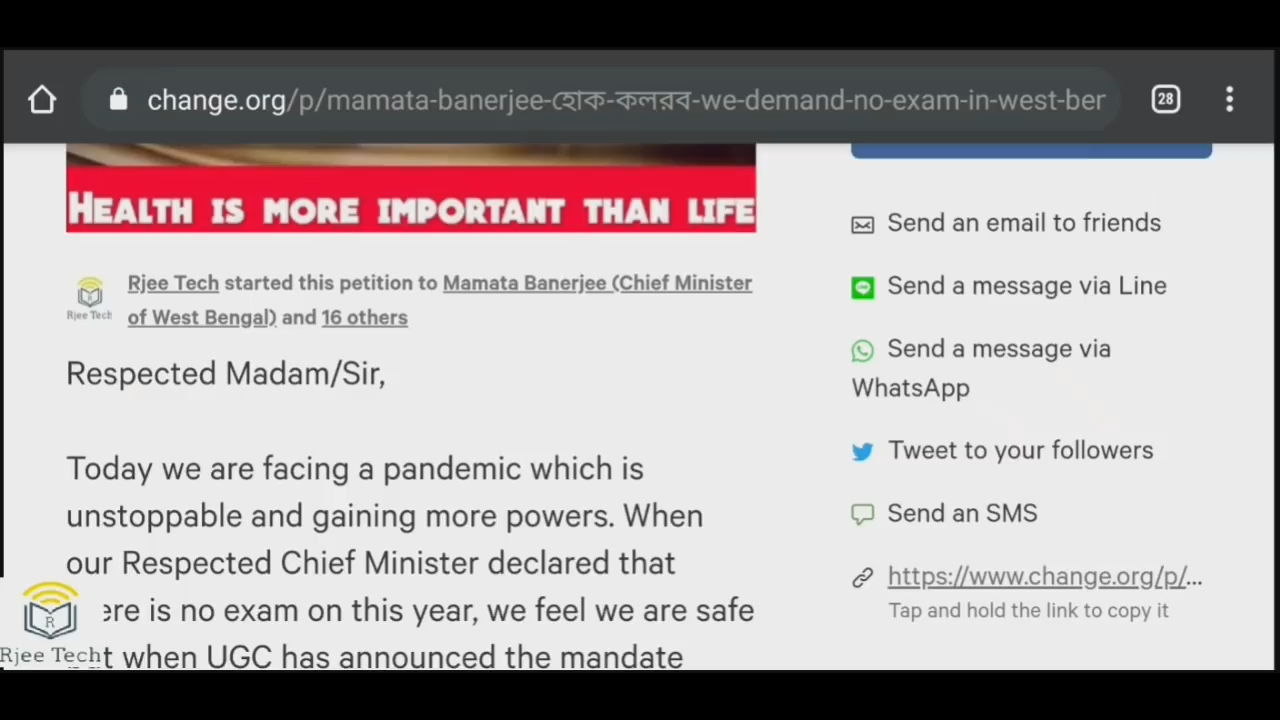 change.org/p/mamata-banerjee-হোক-কলরব-we-demand-no-exam-in-west-ber
28
HEALTH IS MORE IMPORTANT THAN LIFE
Rjee Tech started this petition to Mamata Banerjee (Chief Minister
of West Bengal) and 16 others
Rjee Tech
Respected Madam/Sir,
Today we are facing a pandemic which is
unstoppable and gaining more powers. When
our Respected Chief Minister declared that
ere is no exam on this year, we feel we are safe
when UGC has announced the mandate
Send an email to friends
Send a message via Line
Send a message via
WhatsApp
Tweet to your followers
Send an SMS
https://www.change.org/p/...
Tap and hold the link to copy it
R
Rjee Tech